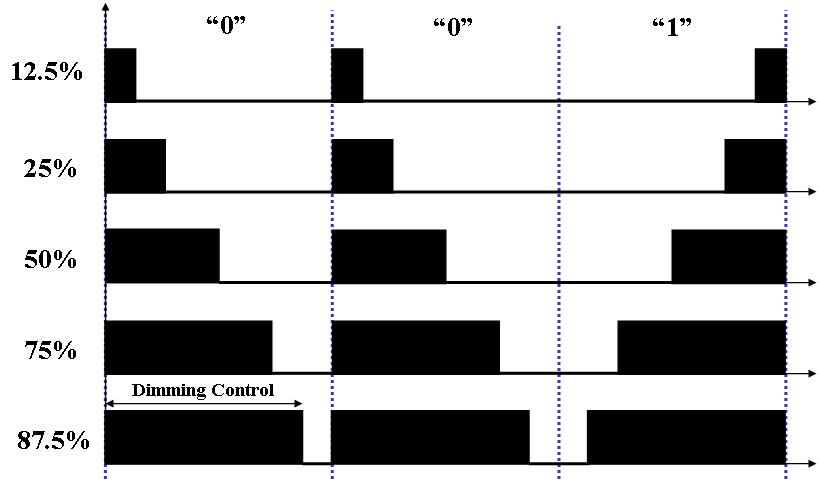 “0” “0” “1”
12.5%
25%
50%
75%
Dimming Control
87.5%